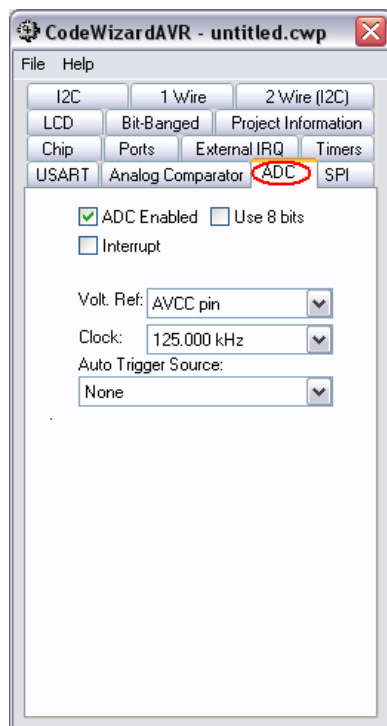 CodeWizardAVR - untitled.cwp
File Help
I2C 1 Wire 2 Wire (I2C)
LCD Bit-Banged Project Information
Chip Ports External IRQ Timers
USART Analog Comparator ADC SPI
ADC Enabled Use 8 bits
Interrupt
Volt. Ref: AVCC pin
Clock: 125.000 kHz
Auto Trigger Source:
None